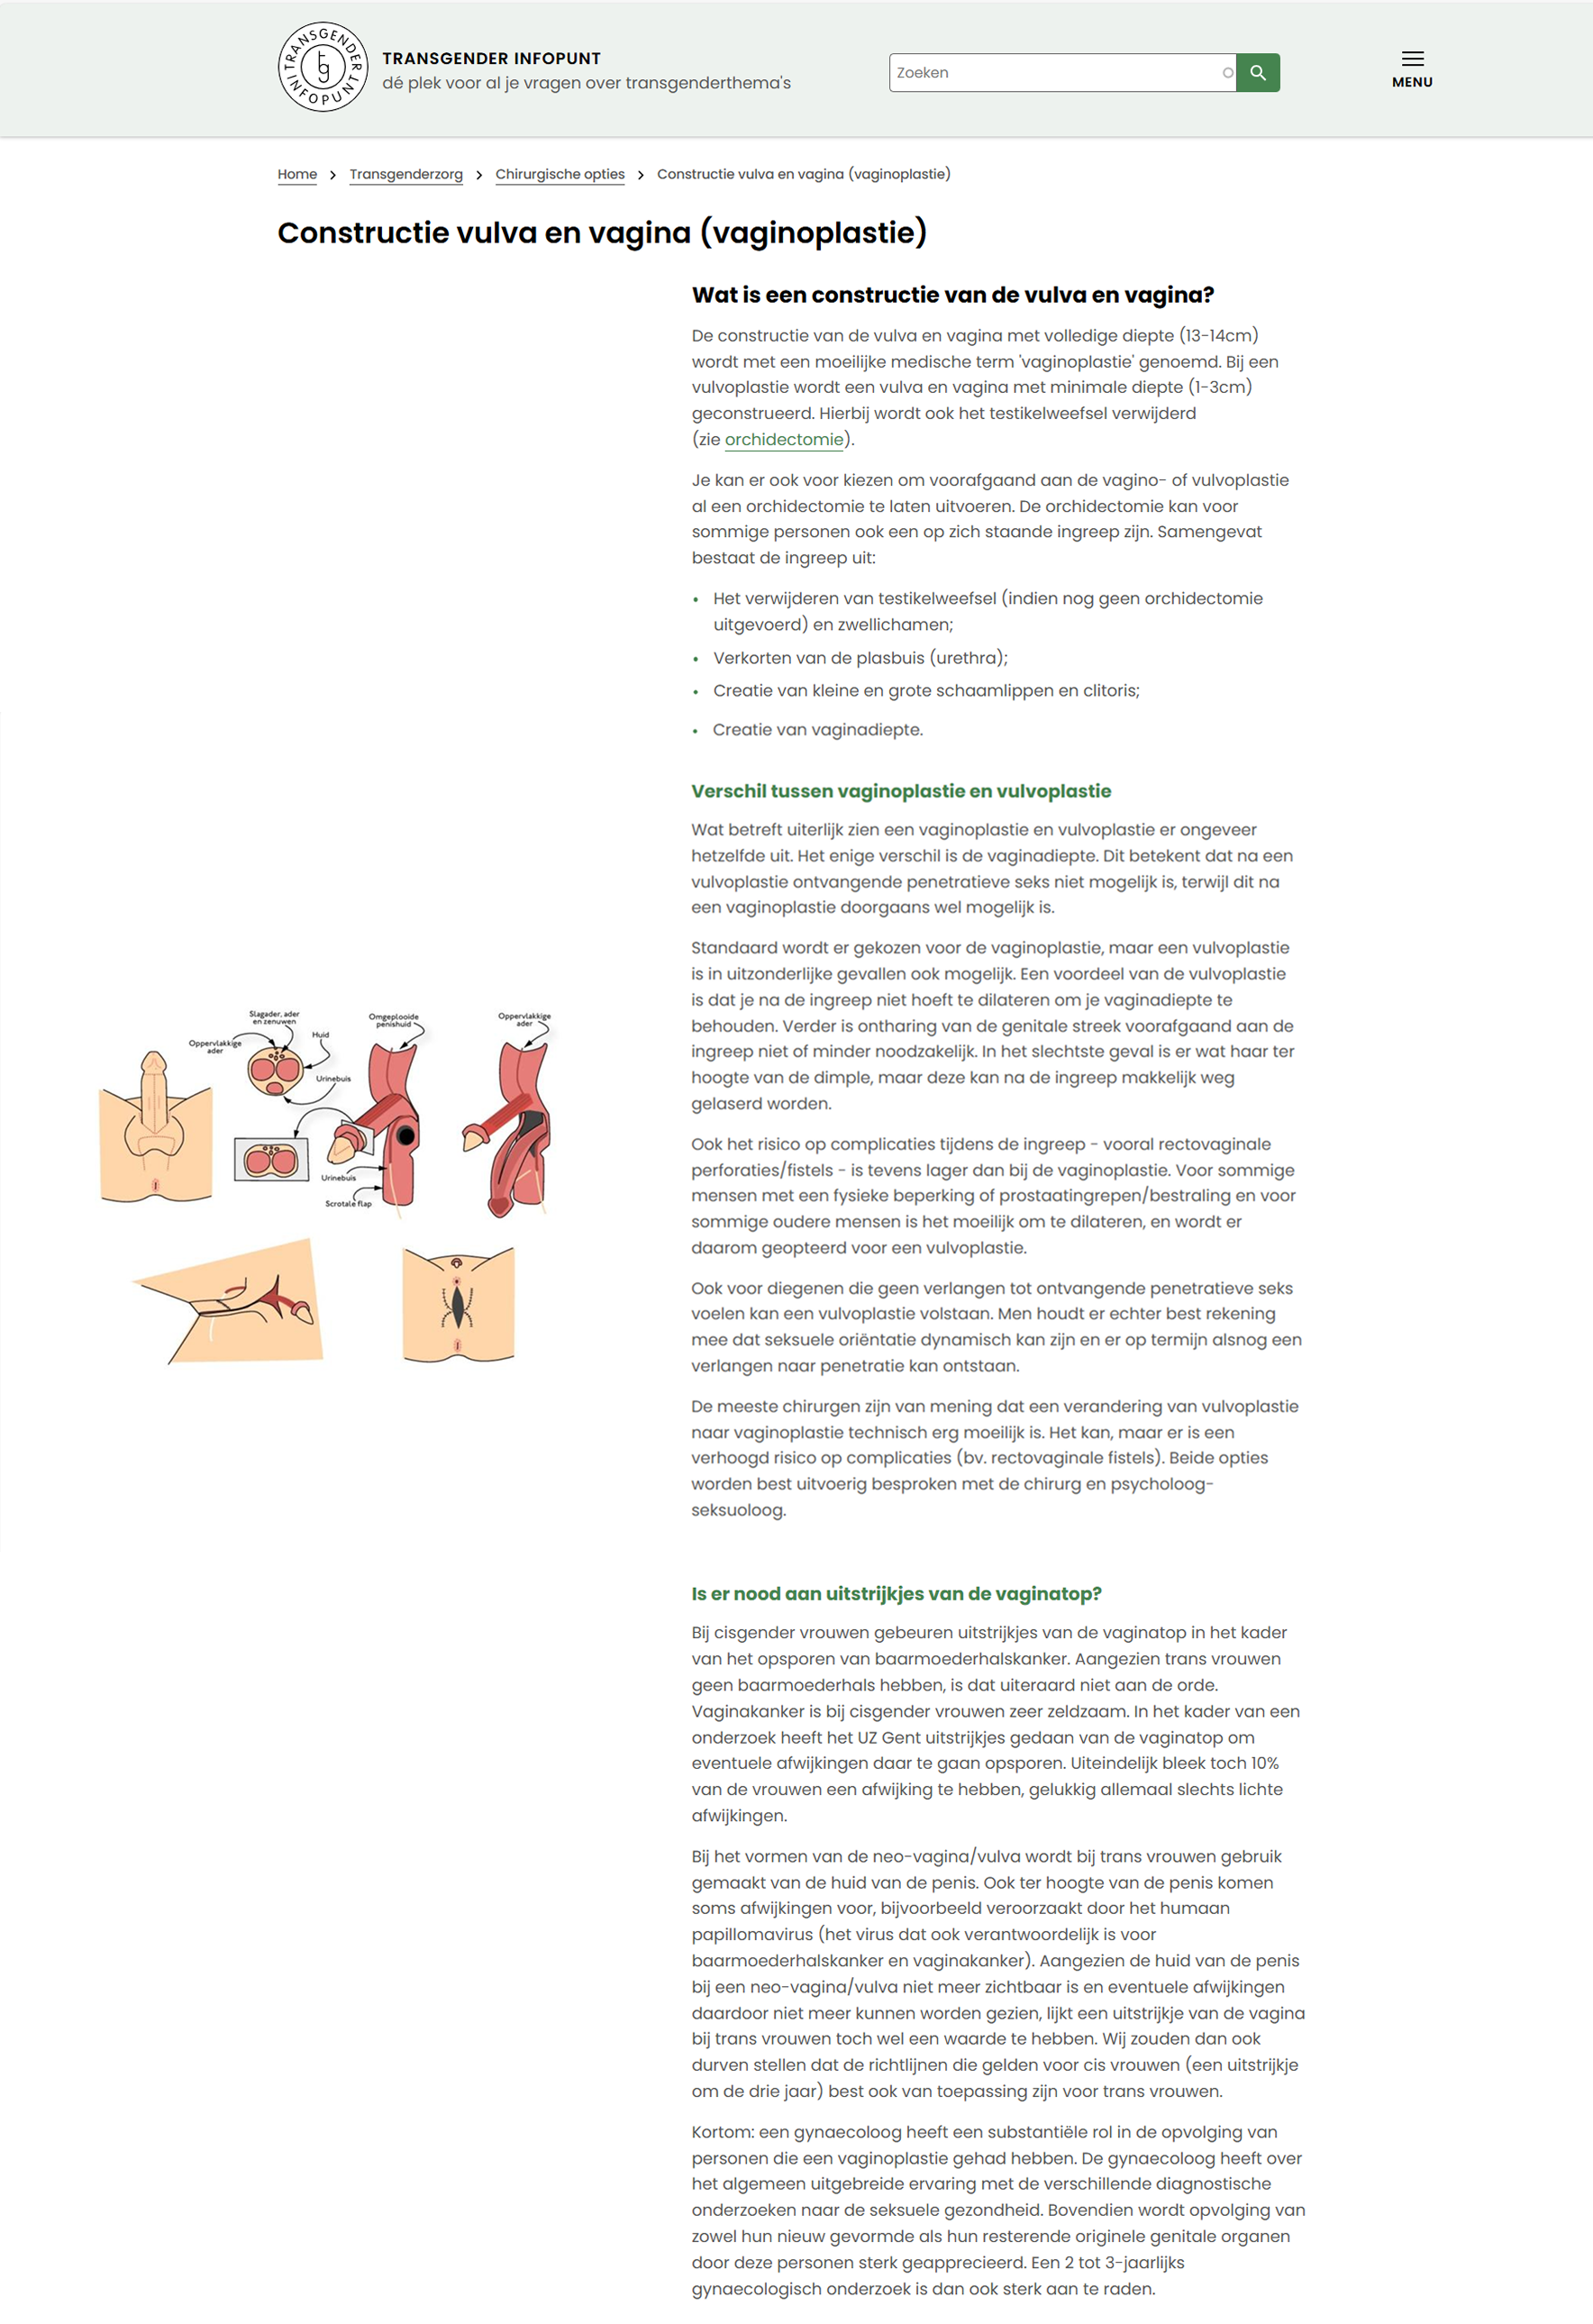 TRANSGENDER INFOPUNT
tg
TRANSGENDER INFOPUNT
dé plek voor al je vragen over transgenderthema's
Zoeken
MENU
Home > Transgenderzorg > Chirurgische opties > Constructie vulva en vagina (vaginoplastie)
Constructie vulva en vagina (vaginoplastie)
Wat is een constructie van de vulva en vagina?
De constructie van de vulva en vagina met volledige diepte (13-14cm)
wordt met een moeilijke medische term 'vaginoplastie' genoemd. Bij een
vulvoplastie wordt een vulva en vagina met minimale diepte (1-3cm)
geconstrueerd. Hierbij wordt ook het testikelweefsel verwijderd
(zie orchidectomie).
Je kan er ook voor kiezen om voorafgaand aan de vagino- of vulvoplastie
al een orchidectomie te laten uitvoeren. De orchidectomie kan voor
sommige personen ook een op zich staande ingreep zijn. Samengevat
bestaat de ingreep uit:
• Het verwijderen van testikelweefsel (indien nog geen orchidectomie
uitgevoerd) en zwellichamen;
• Verkorten van de plasbuis (urethra);
• Creatie van kleine en grote schaamlippen en clitoris;
• Creatie van vaginadiepte.
Verschil tussen vaginoplastie en vulvoplastie
Wat betreft uiterlijk zien een vaginoplastie en vulvoplastie er ongeveer
hetzelfde uit. Het enige verschil is de vaginadiepte. Dit betekent dat na een
vulvoplastie ontvangende penetratieve seks niet mogelijk is, terwijl dit na
een vaginoplastie doorgaans wel mogelijk is.
Standaard wordt er gekozen voor de vaginoplastie, maar een vulvoplastie
is in uitzonderlijke gevallen ook mogelijk. Een voordeel van de vulvoplastie
is dat je na de ingreep niet hoeft te dilateren om je vaginadiepte te
behouden. Verder is ontharing van de genitale streek voorafgaand aan de
ingreep niet of minder noodzakelijk. In het slechtste geval is er wat haar ter
hoogte van de dimple, maar deze kan na de ingreep makkelijk weg
gelaserd worden.
Ook het risico op complicaties tijdens de ingreep - vooral rectovaginale
perforaties/fistels - is tevens lager dan bij de vaginoplastie. Voor sommige
mensen met een fysieke beperking of prostaatingrepen/bestraling en voor
sommige oudere mensen is het moeilijk om te dilateren, en wordt er
daarom geopteerd voor een vulvoplastie.
Ook voor diegenen die geen verlangen tot ontvangende penetratieve seks
voelen kan een vulvoplastie volstaan. Men houdt er echter best rekening
mee dat seksuele oriëntatie dynamisch kan zijn en er op termijn alsnog een
verlangen naar penetratie kan ontstaan.
De meeste chirurgen zijn van mening dat een verandering van vulvoplastie
naar vaginoplastie technisch erg moeilijk is. Het kan, maar er is een
verhoogd risico op complicaties (bv. rectovaginale fistels). Beide opties
worden best uitvoerig besproken met de chirurg en psycholoog-
seksuoloog.
Slagader, ader
en zenuwen
Oppervlakkige
ader
Huid
Urinebuis
Omgeplooide
penishuid
Oppervlakkige
ader
Urinebuis
Scrotale flap
Is er nood aan uitstrijkjes van de vaginatop?
Bij cisgender vrouwen gebeuren uitstrijkjes van de vaginatop in het kader
van het opsporen van baarmoederhalskanker. Aangezien trans vrouwen
geen baarmoederhals hebben, is dat uiteraard niet aan de orde.
Vaginakanker is bij cisgender vrouwen zeer zeldzaam. In het kader van een
onderzoek heeft het UZ Gent uitstrijkjes gedaan van de vaginatop om
eventuele afwijkingen daar te gaan opsporen. Uiteindelijk bleek toch 10%
van de vrouwen een afwijking te hebben, gelukkig allemaal slechts lichte
afwijkingen.
Bij het vormen van de neo-vagina/vulva wordt bij trans vrouwen gebruik
gemaakt van de huid van de penis. Ook ter hoogte van de penis komen
soms afwijkingen voor, bijvoorbeeld veroorzaakt door het humaan
papillomavirus (het virus dat ook verantwoordelijk is voor
baarmoederhalskanker en vaginakanker). Aangezien de huid van de penis
bij een neo-vagina/vulva niet meer zichtbaar is en eventuele afwijkingen
daardoor niet meer kunnen worden gezien, lijkt een uitstrijkje van de vagina
bij trans vrouwen toch wel een waarde te hebben. Wij zouden dan ook
durven stellen dat de richtlijnen die gelden voor cis vrouwen (een uitstrijkje
om de drie jaar) best ook van toepassing zijn voor trans vrouwen.
Kortom: een gynaecoloog heeft een substantiële rol in de opvolging van
personen die een vaginoplastie gehad hebben. De gynaecoloog heeft over
het algemeen uitgebreide ervaring met de verschillende diagnostische
onderzoeken naar de seksuele gezondheid. Bovendien wordt opvolging van
zowel hun nieuw gevormde als hun resterende originele genitale organen
door deze personen sterk geapprecieerd. Een 2 tot 3-jaarlijks
gynaecologisch onderzoek is dan ook sterk aan te raden.